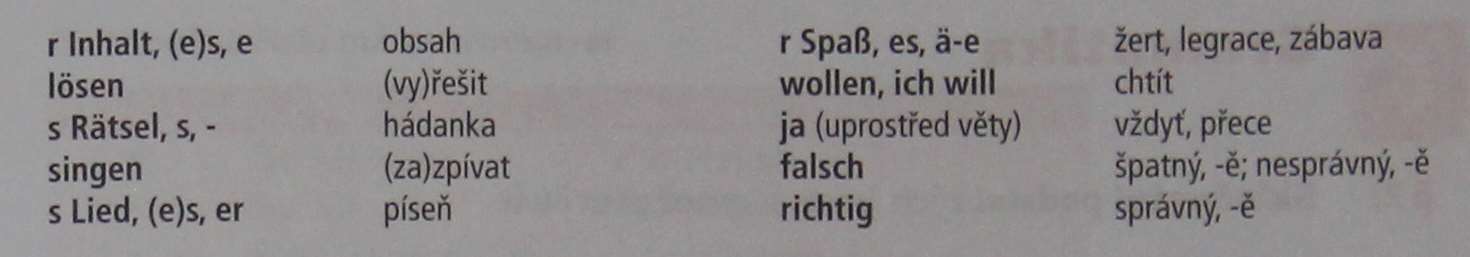 r Inhalt, (e)s, e obsah
lösen (vy)řešit
s Rätsel, s, - hádanka
singen (za)zpívat
s Lied, (e)s, er píseň
r Spaß, es, ä-e žert, legrace, zábava
wollen, ich will chtít
ja (uprostřed věty) vždyť, přece
falsch špatný, -ě; nesprávný, -ě
richtig správný, -ě